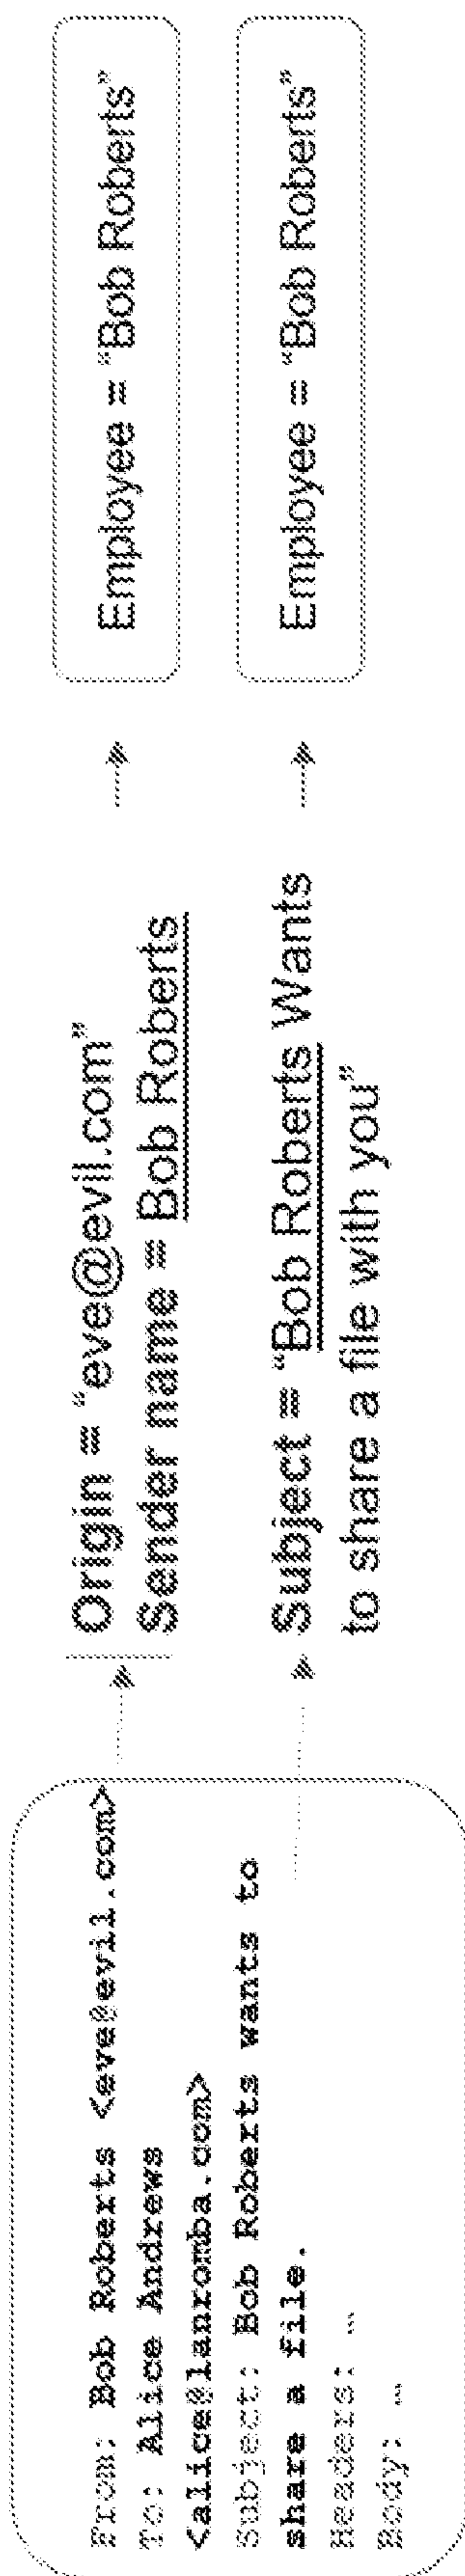 From: Bob Roberts <eve@evil.com>
To: Alice Andrews
<alice@lanromba.com>
Subject: Bob Roberts wants to
share a file.
Headers: …
Body: …
Origin = “eve@evil.com”
Sender name = Bob Roberts
Subject = “Bob Roberts Wants
to share a file with you”
Employee = “Bob Roberts”
Employee = “Bob Roberts”